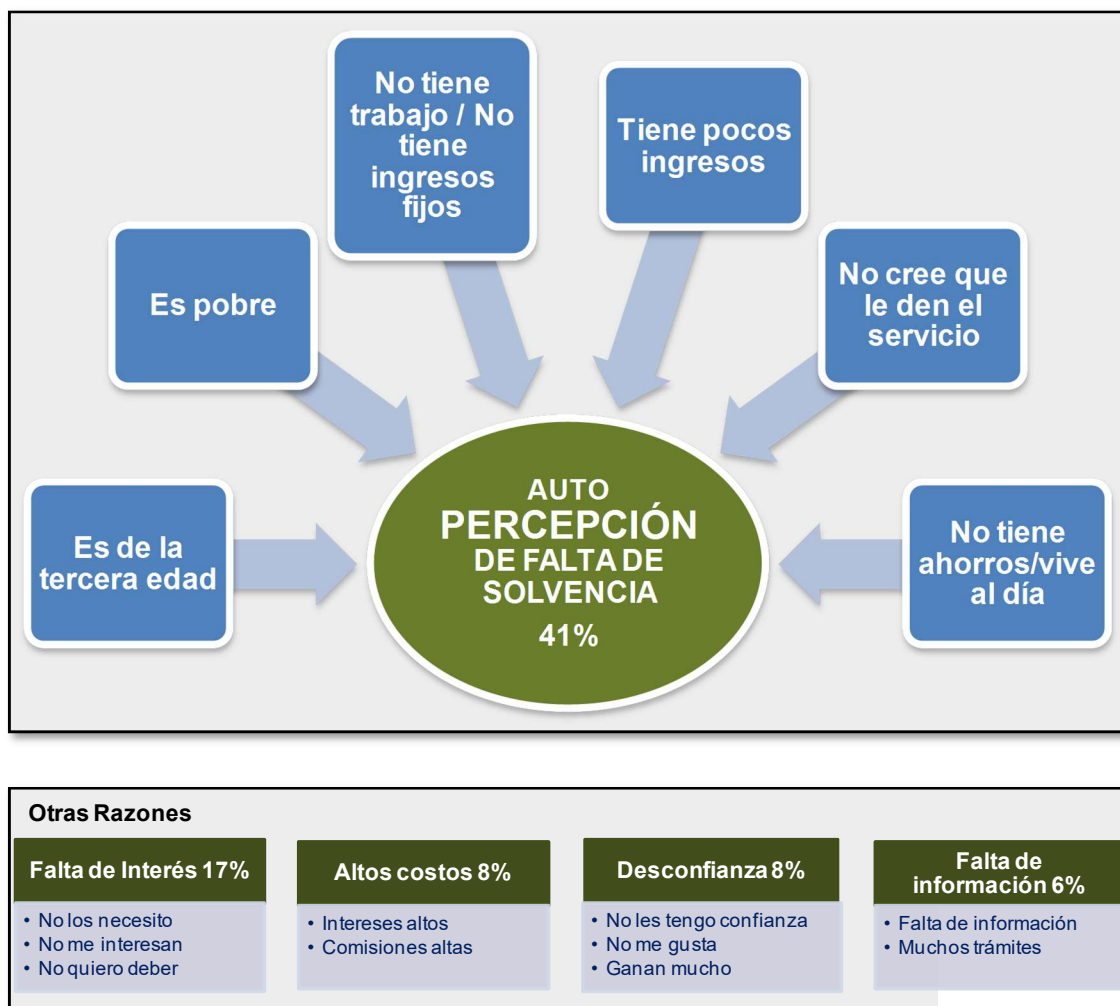 No tiene
trabajo / No
tiene
ingresos
fijos
Tiene pocos
ingresos
Es pobre
No cree que
le den el
servicio
Es de la
tercera edad
AUTO
PERCEPCIÓN
DE FALTA DE
SOLVENCIA
41%
No tiene
ahorros/vive
al día
Otras Razones
Falta de Interés 17%
• No los necesito
• No me interesan
• No quiero deber
Altos costos 8%
• Intereses altos
• Comisiones altas
Desconfianza 8%
• No les tengo confianza
• No me gusta
• Ganan mucho
Falta de
información 6%
• Falta de información
• Muchos trámites